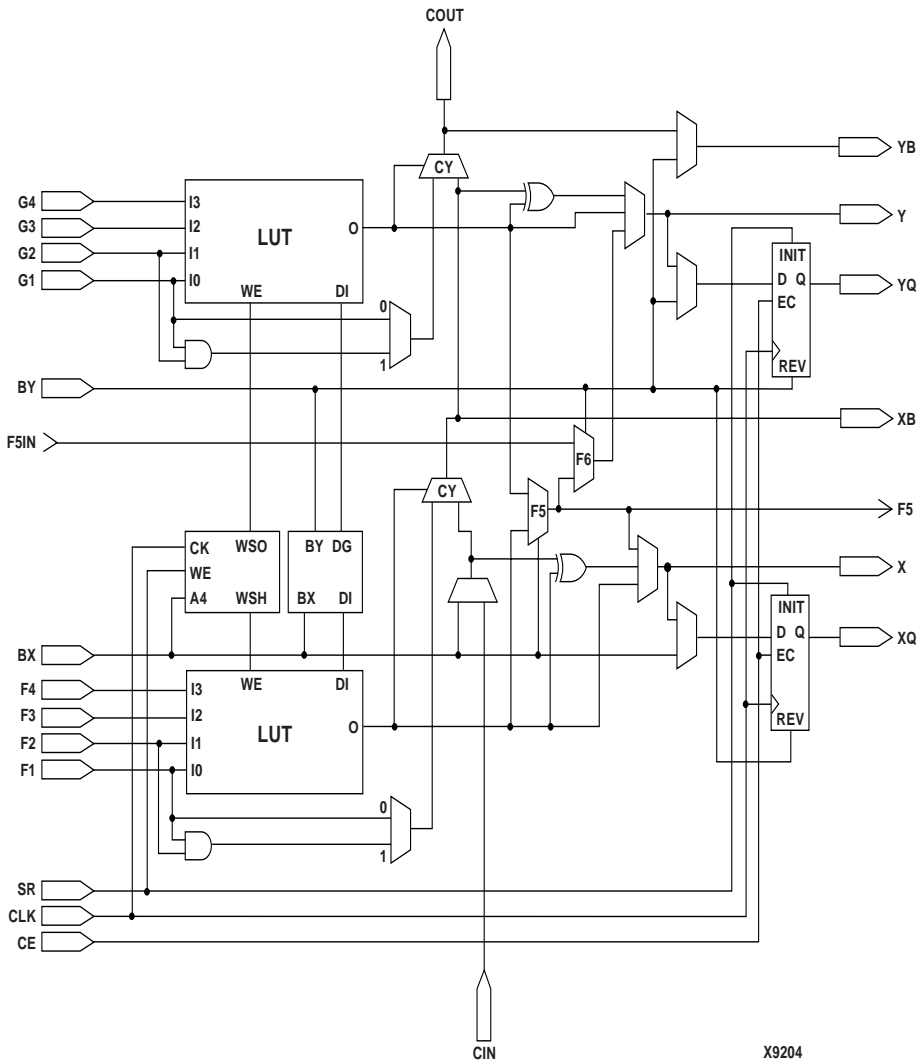 COUT
YB
CY
G4
I3
Y
G3
I2
LUT
O
G2
I1
INIT
G1
I0
D Q
YQ
WE
DI
EC
0
1
REV
BY
XB
F5IN
F6
CY
F5
F5
CK
WSO
BY DG
WE
X
A4
WSH
BX
DI
INIT
D Q
XQ
BX
EC
F4
I3
WE
DI
F3
I2
LUT
O
REV
F2
I1
F1
I0
0
1
SR
CLK
CE
CIN
X9204